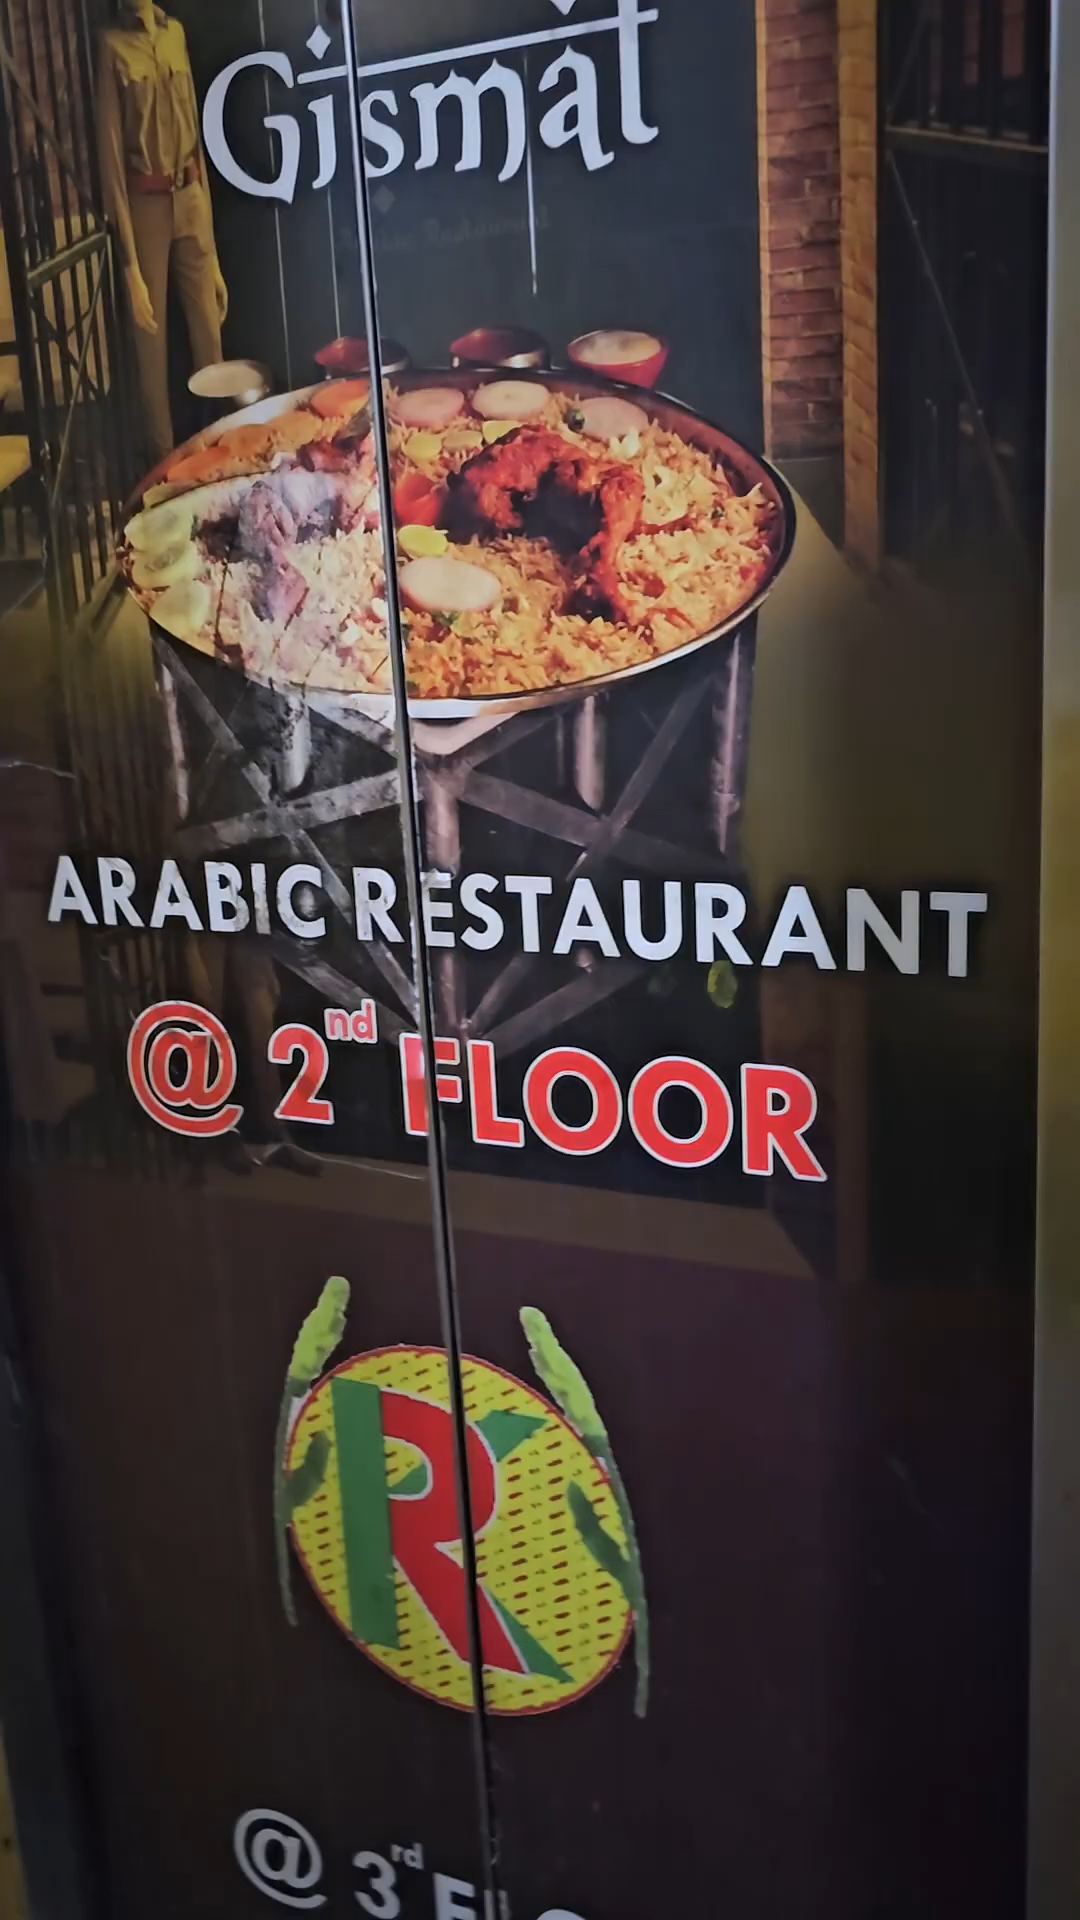 Gismat
ARABIC RESTAURANT
@ 2nd FLOOR
R
@ 3rd